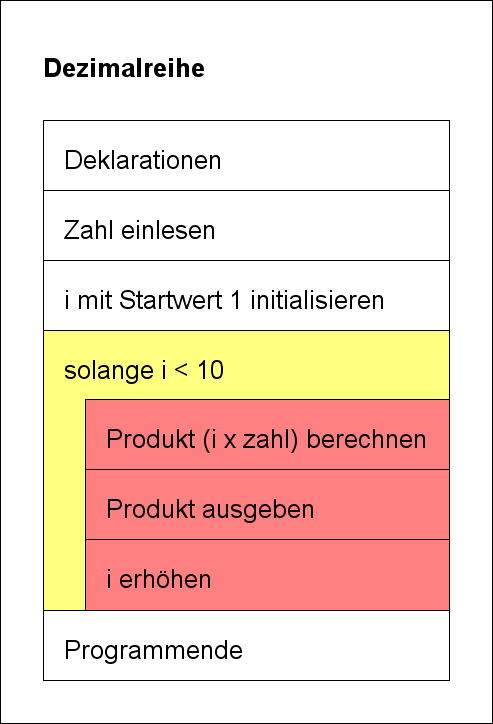 Dezimalreihe
Deklarationen
Zahl einlesen
i mit Startwert 1 initialisieren
solange i < 10
Produkt (i x zahl) berechnen
Produkt ausgeben
i erhöhen
Programmende